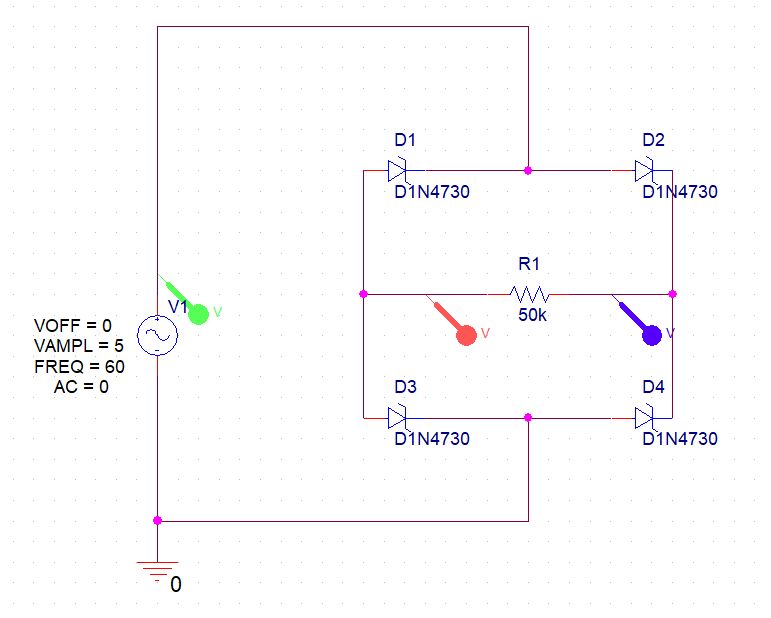 D1
D1N4730
D2
D1N4730
R1
50k
V
V
V1
V
VOFF = 0
VAMPL = 5
FREQ = 60
AC = 0
D3
D1N4730
D4
D1N4730
0